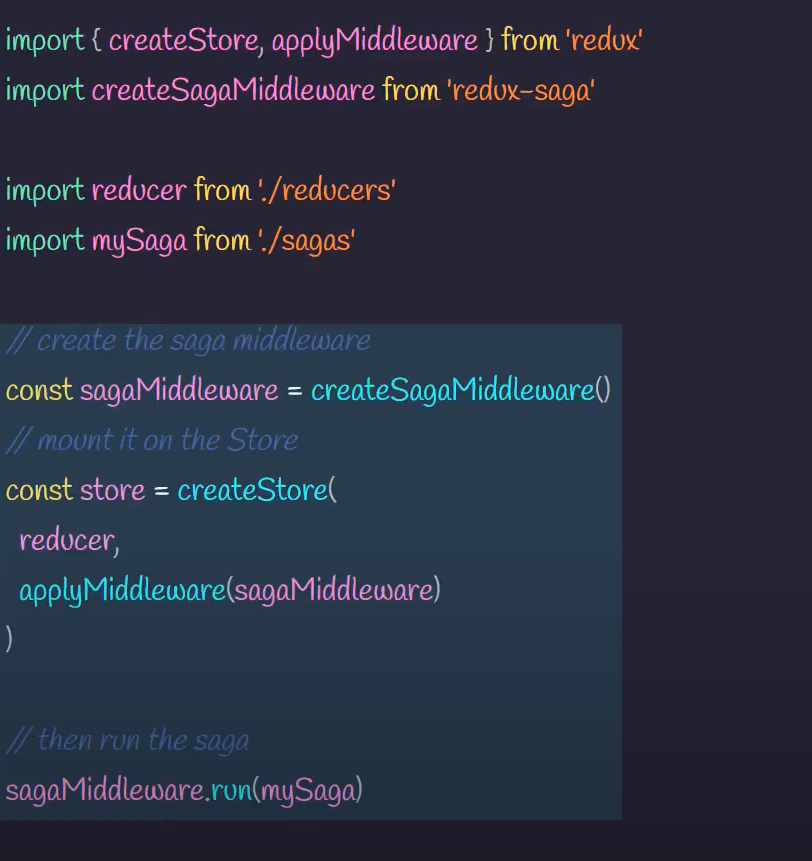 import { createStore, applyMiddleware } from 'redux'
import createSagaMiddleware from 'redux-saga'
import reducer from './reducers'
import mySaga from './sagas'
// create the saga middleware
const sagaMiddleware = createSagaMiddleware()
// mount it on the Store
const store = createStore(
  reducer,
  applyMiddleware(sagaMiddleware)
)
// then run the saga
sagaMiddleware.run(mySaga)